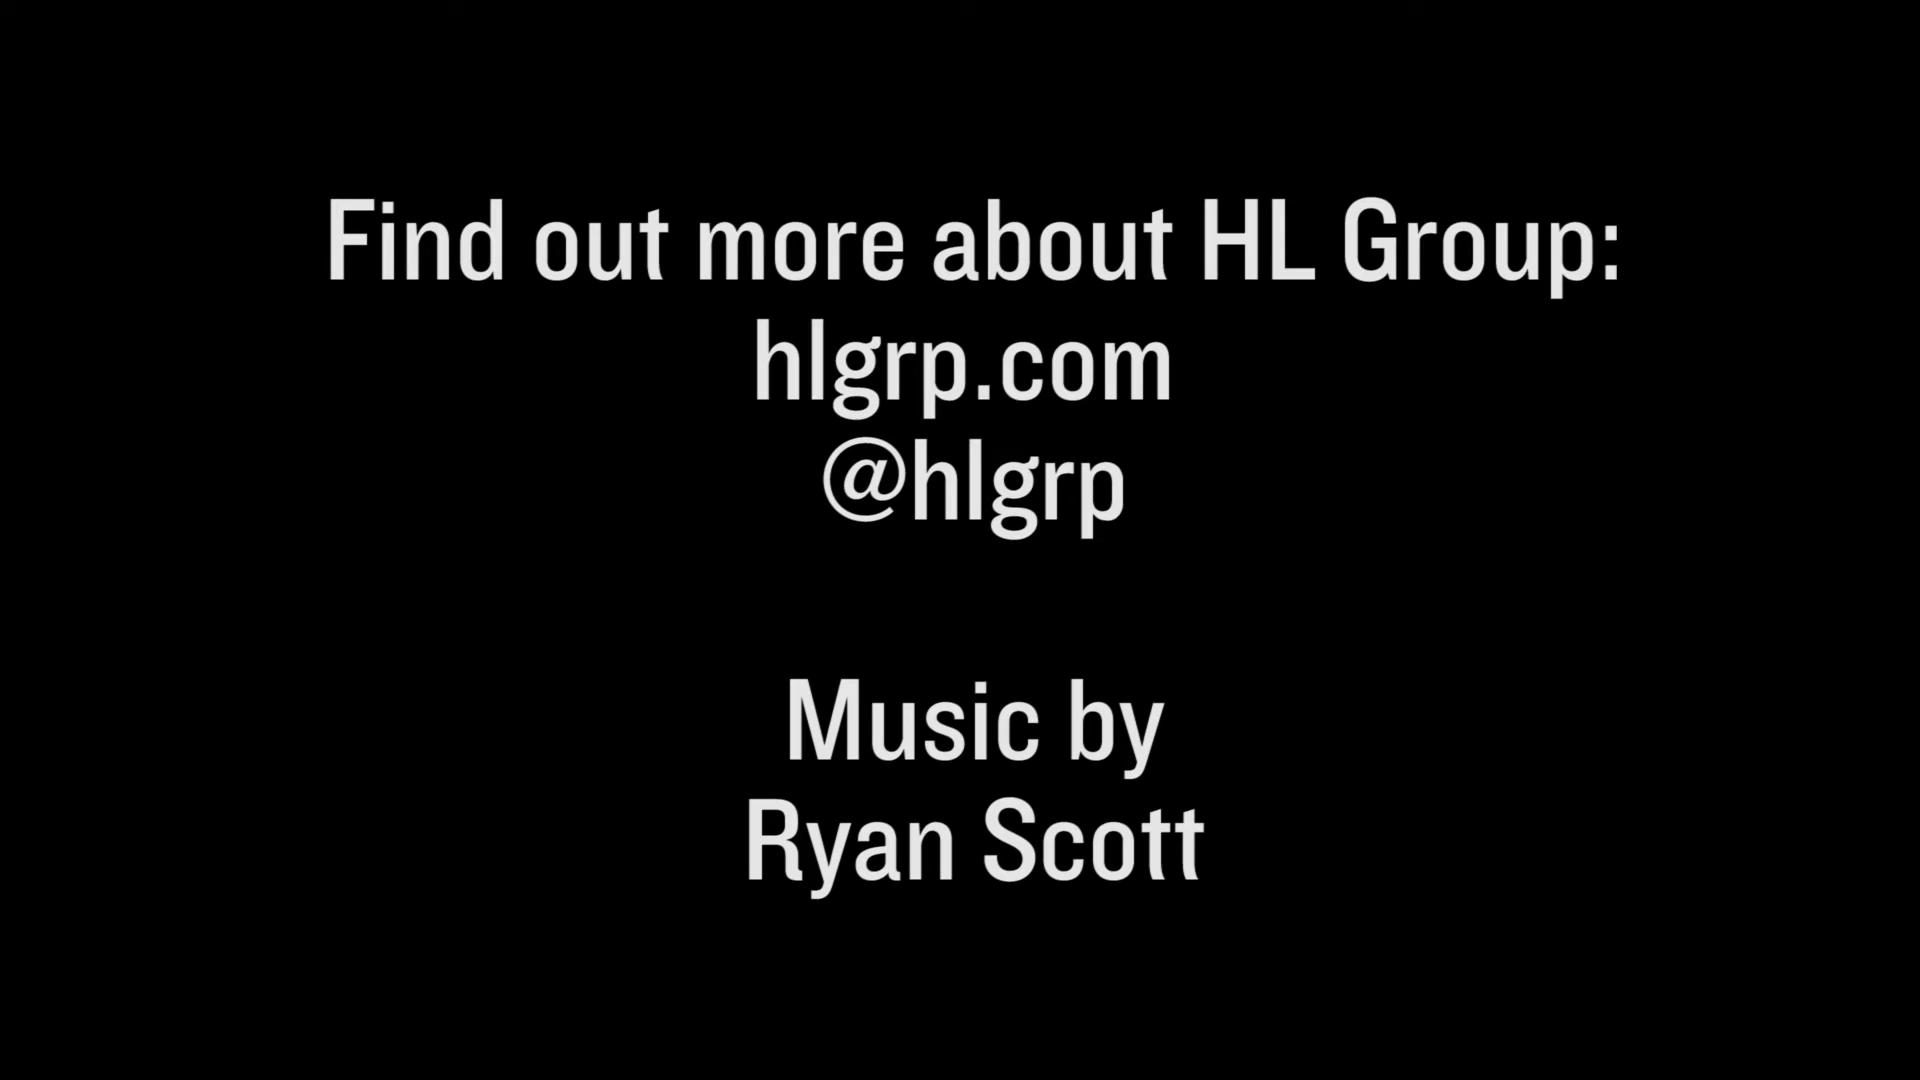 Find out more about HL Group:
hlgrp.com
@hlgrp
Music by
Ryan Scott